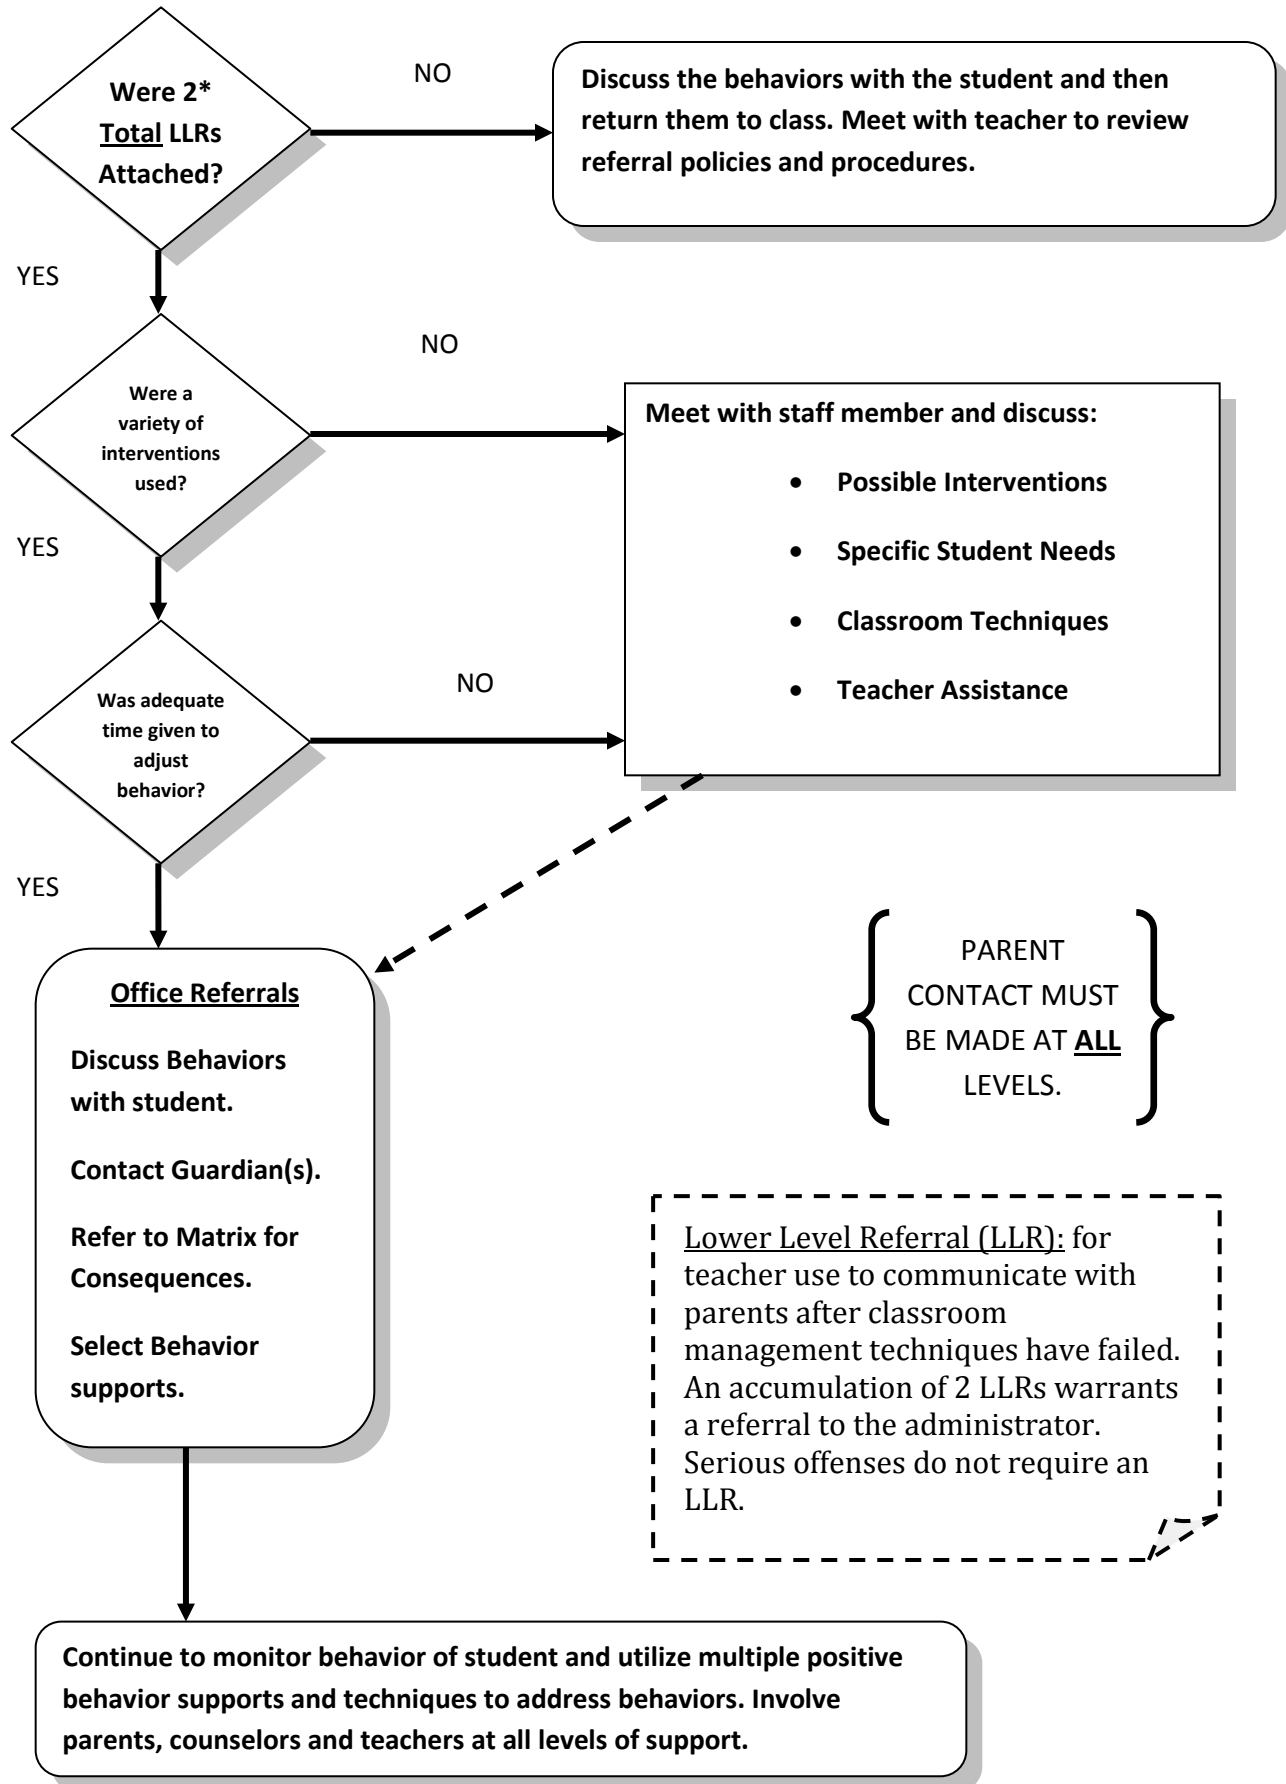 Were 2*
Total LLRs
Attached?
NO
Discuss the behaviors with the student and then
return them to class. Meet with teacher to review
referral policies and procedures.
YES
Were a
variety of
interventions
used?
NO
Meet with staff member and discuss:
• Possible Interventions
• Specific Student Needs
• Classroom Techniques
• Teacher Assistance
YES
Was adequate
time given to
adjust
behavior?
NO
YES
Office Referrals
Discuss Behaviors
with student.
Contact Guardian(s).
Refer to Matrix for
Consequences.
Select Behavior
supports.
PARENT
CONTACT MUST
BE MADE AT ALL
LEVELS.
Lower Level Referral (LLR): for
teacher use to communicate with
parents after classroom
management techniques have failed.
An accumulation of 2 LLRs warrants
a referral to the administrator.
Serious offenses do not require an
LLR.
Continue to monitor behavior of student and utilize multiple positive
behavior supports and techniques to address behaviors. Involve
parents, counselors and teachers at all levels of support.